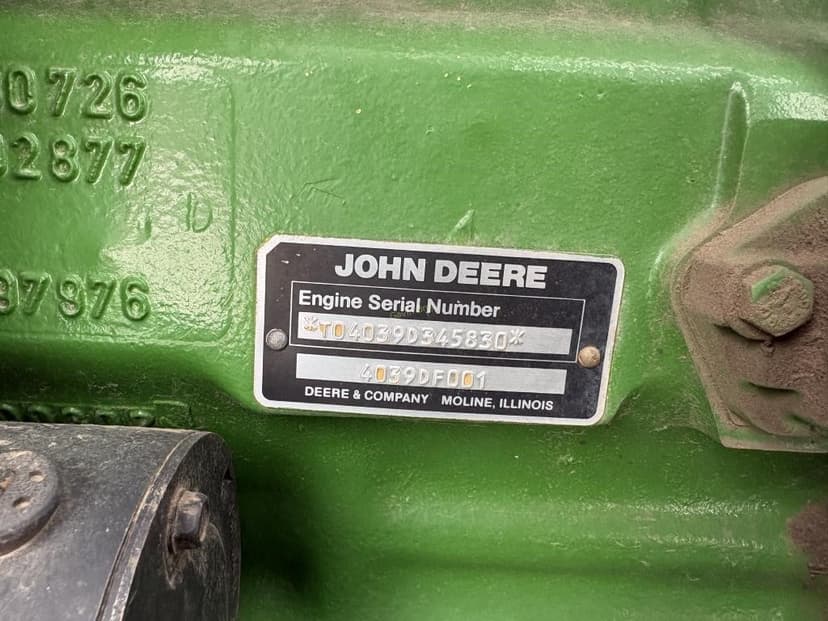 0726
2877
D
97976
JOHN DEERE
Engine Serial Number
*T04039D345830*
4039DF001
DEERE & COMPANY MOLINE, ILLINOIS